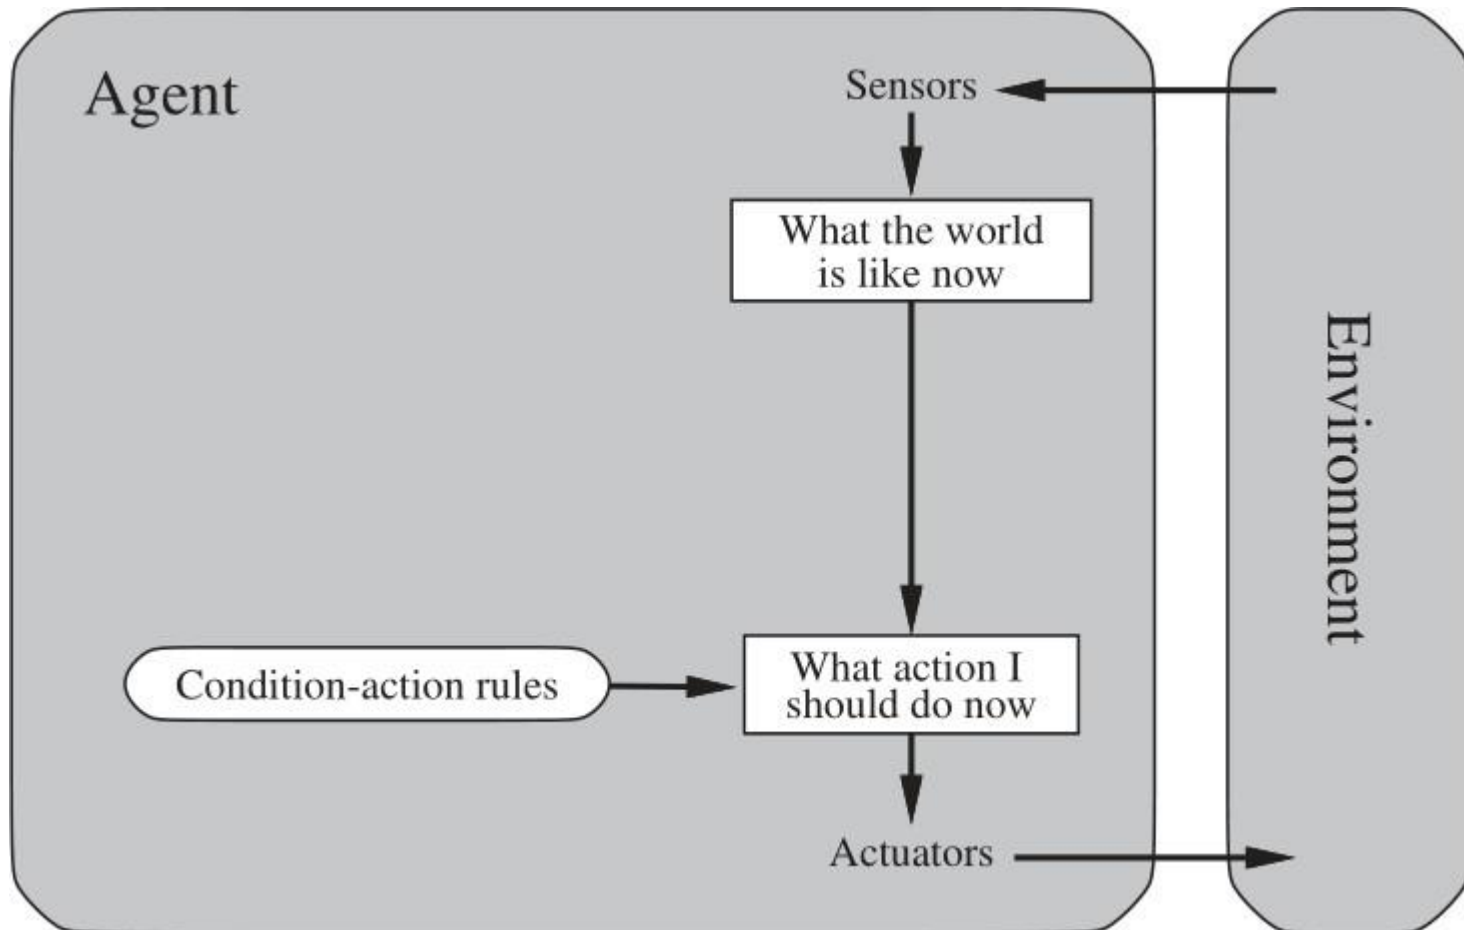 Agent
Sensors
What the world
is like now
Environment
Condition-action rules
What action I
should do now
Actuators